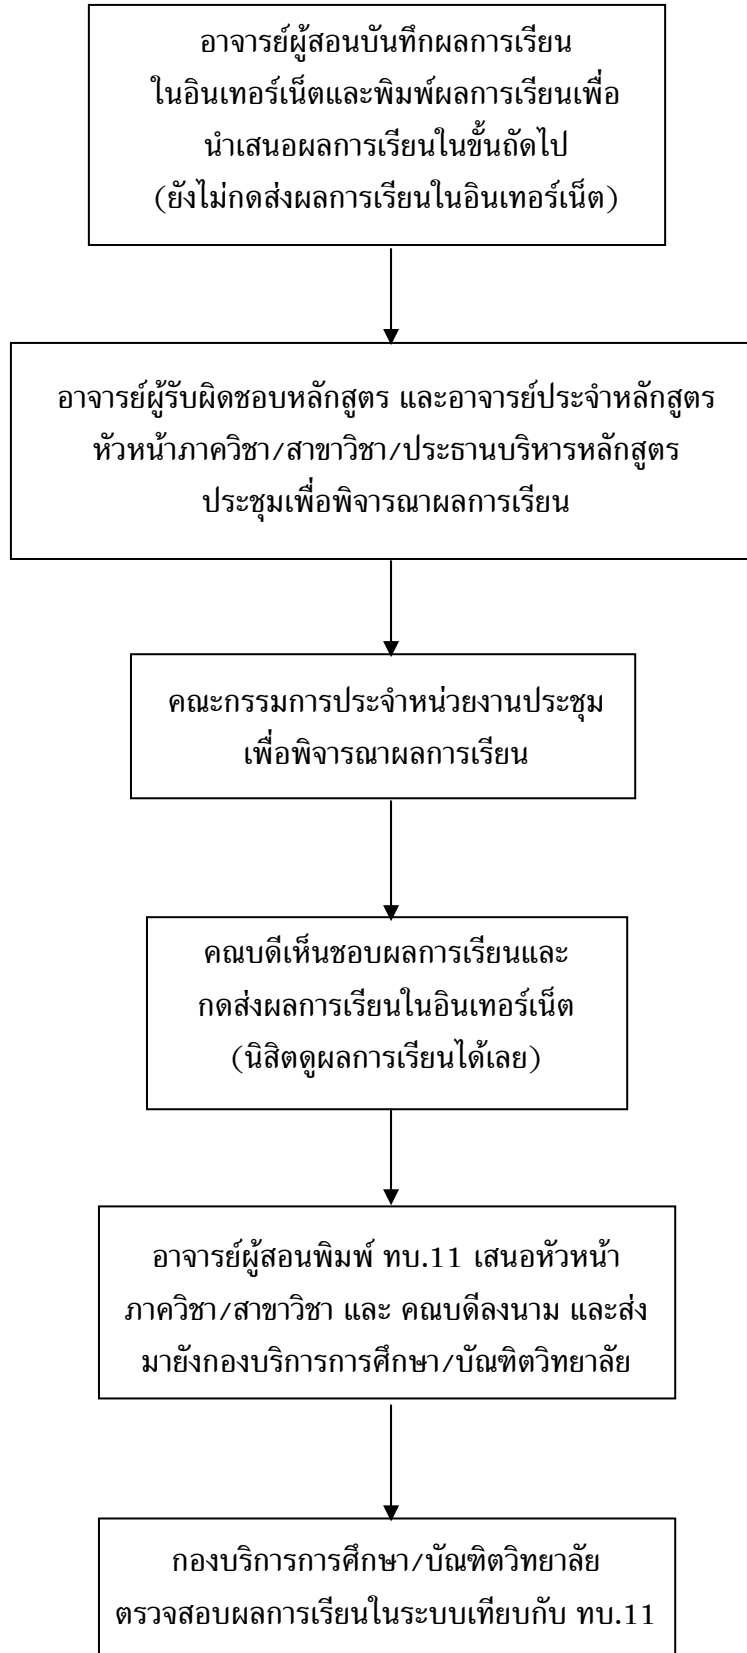 อาจารย์ผู้สอนบันทึกผลการเรียน
ในอินเทอร์เน็ตและพิมพ์ผลการเรียนเพื่อ
นำเสนอผลการเรียนในขั้นถัดไป
(ยังไม่กดส่งผลการเรียนในอินเทอร์เน็ต)
อาจารย์ผู้รับผิดชอบหลักสูตร และอาจารย์ประจำหลักสูตร
หัวหน้าภาควิชา/สาขาวิชา/ประธานบริหารหลักสูตร
ประชุมเพื่อพิจารณาผลการเรียน
คณะกรรมการประจำหน่วยงานประชุม
เพื่อพิจารณาผลการเรียน
คณบดีเห็นชอบผลการเรียนและ
กดส่งผลการเรียนในอินเทอร์เน็ต
(นิสิตดูผลการเรียนได้เลย)
อาจารย์ผู้สอนพิมพ์ ทบ.11 เสนอหัวหน้า
ภาควิชา/สาขาวิชา และ คณบดีลงนาม และส่ง
มายังกองบริการการศึกษา/บัณฑิตวิทยาลัย
กองบริการการศึกษา/บัณฑิตวิทยาลัย
ตรวจสอบผลการเรียนในระบบเทียบกับ ทบ.11